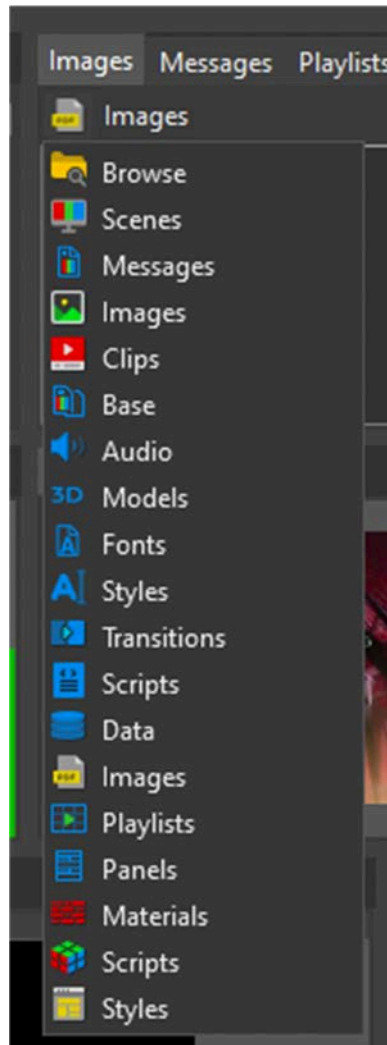 Images Messages Playlists
Images
Browse
Scenes
Messages
Images
Clips
Base
Audio
3D Models
Fonts
A Styles
Transitions
Scripts
Data
Images
Playlists
Panels
Materials
Scripts
Styles